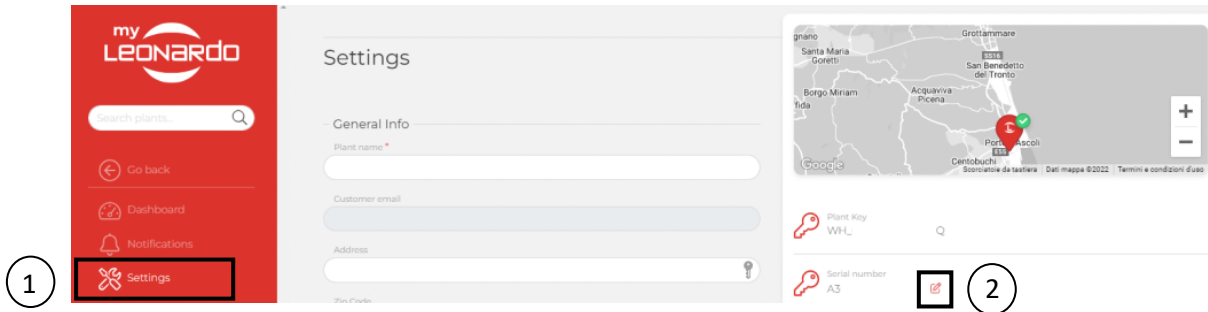 my
LEONARDO
Search plants...
Go back
Dashboard
Notifications
1
Settings
Settings
General Info
Plant name *
Customer email
Address
Zip Code
gnano
Grottammare
Santa Maria
Goretti
SS16
San Benedetto
del Tronto
Borgo Miriam
Acquaviva
Picena
fida
Porto
Ascoli
E55
Centobuchi
Google
Scorciatoie da tastiera
Dati mappa ©2022
Termini e condizioni d'uso
+
−
Plant Key
WH_ Q
Serial number
A3
2